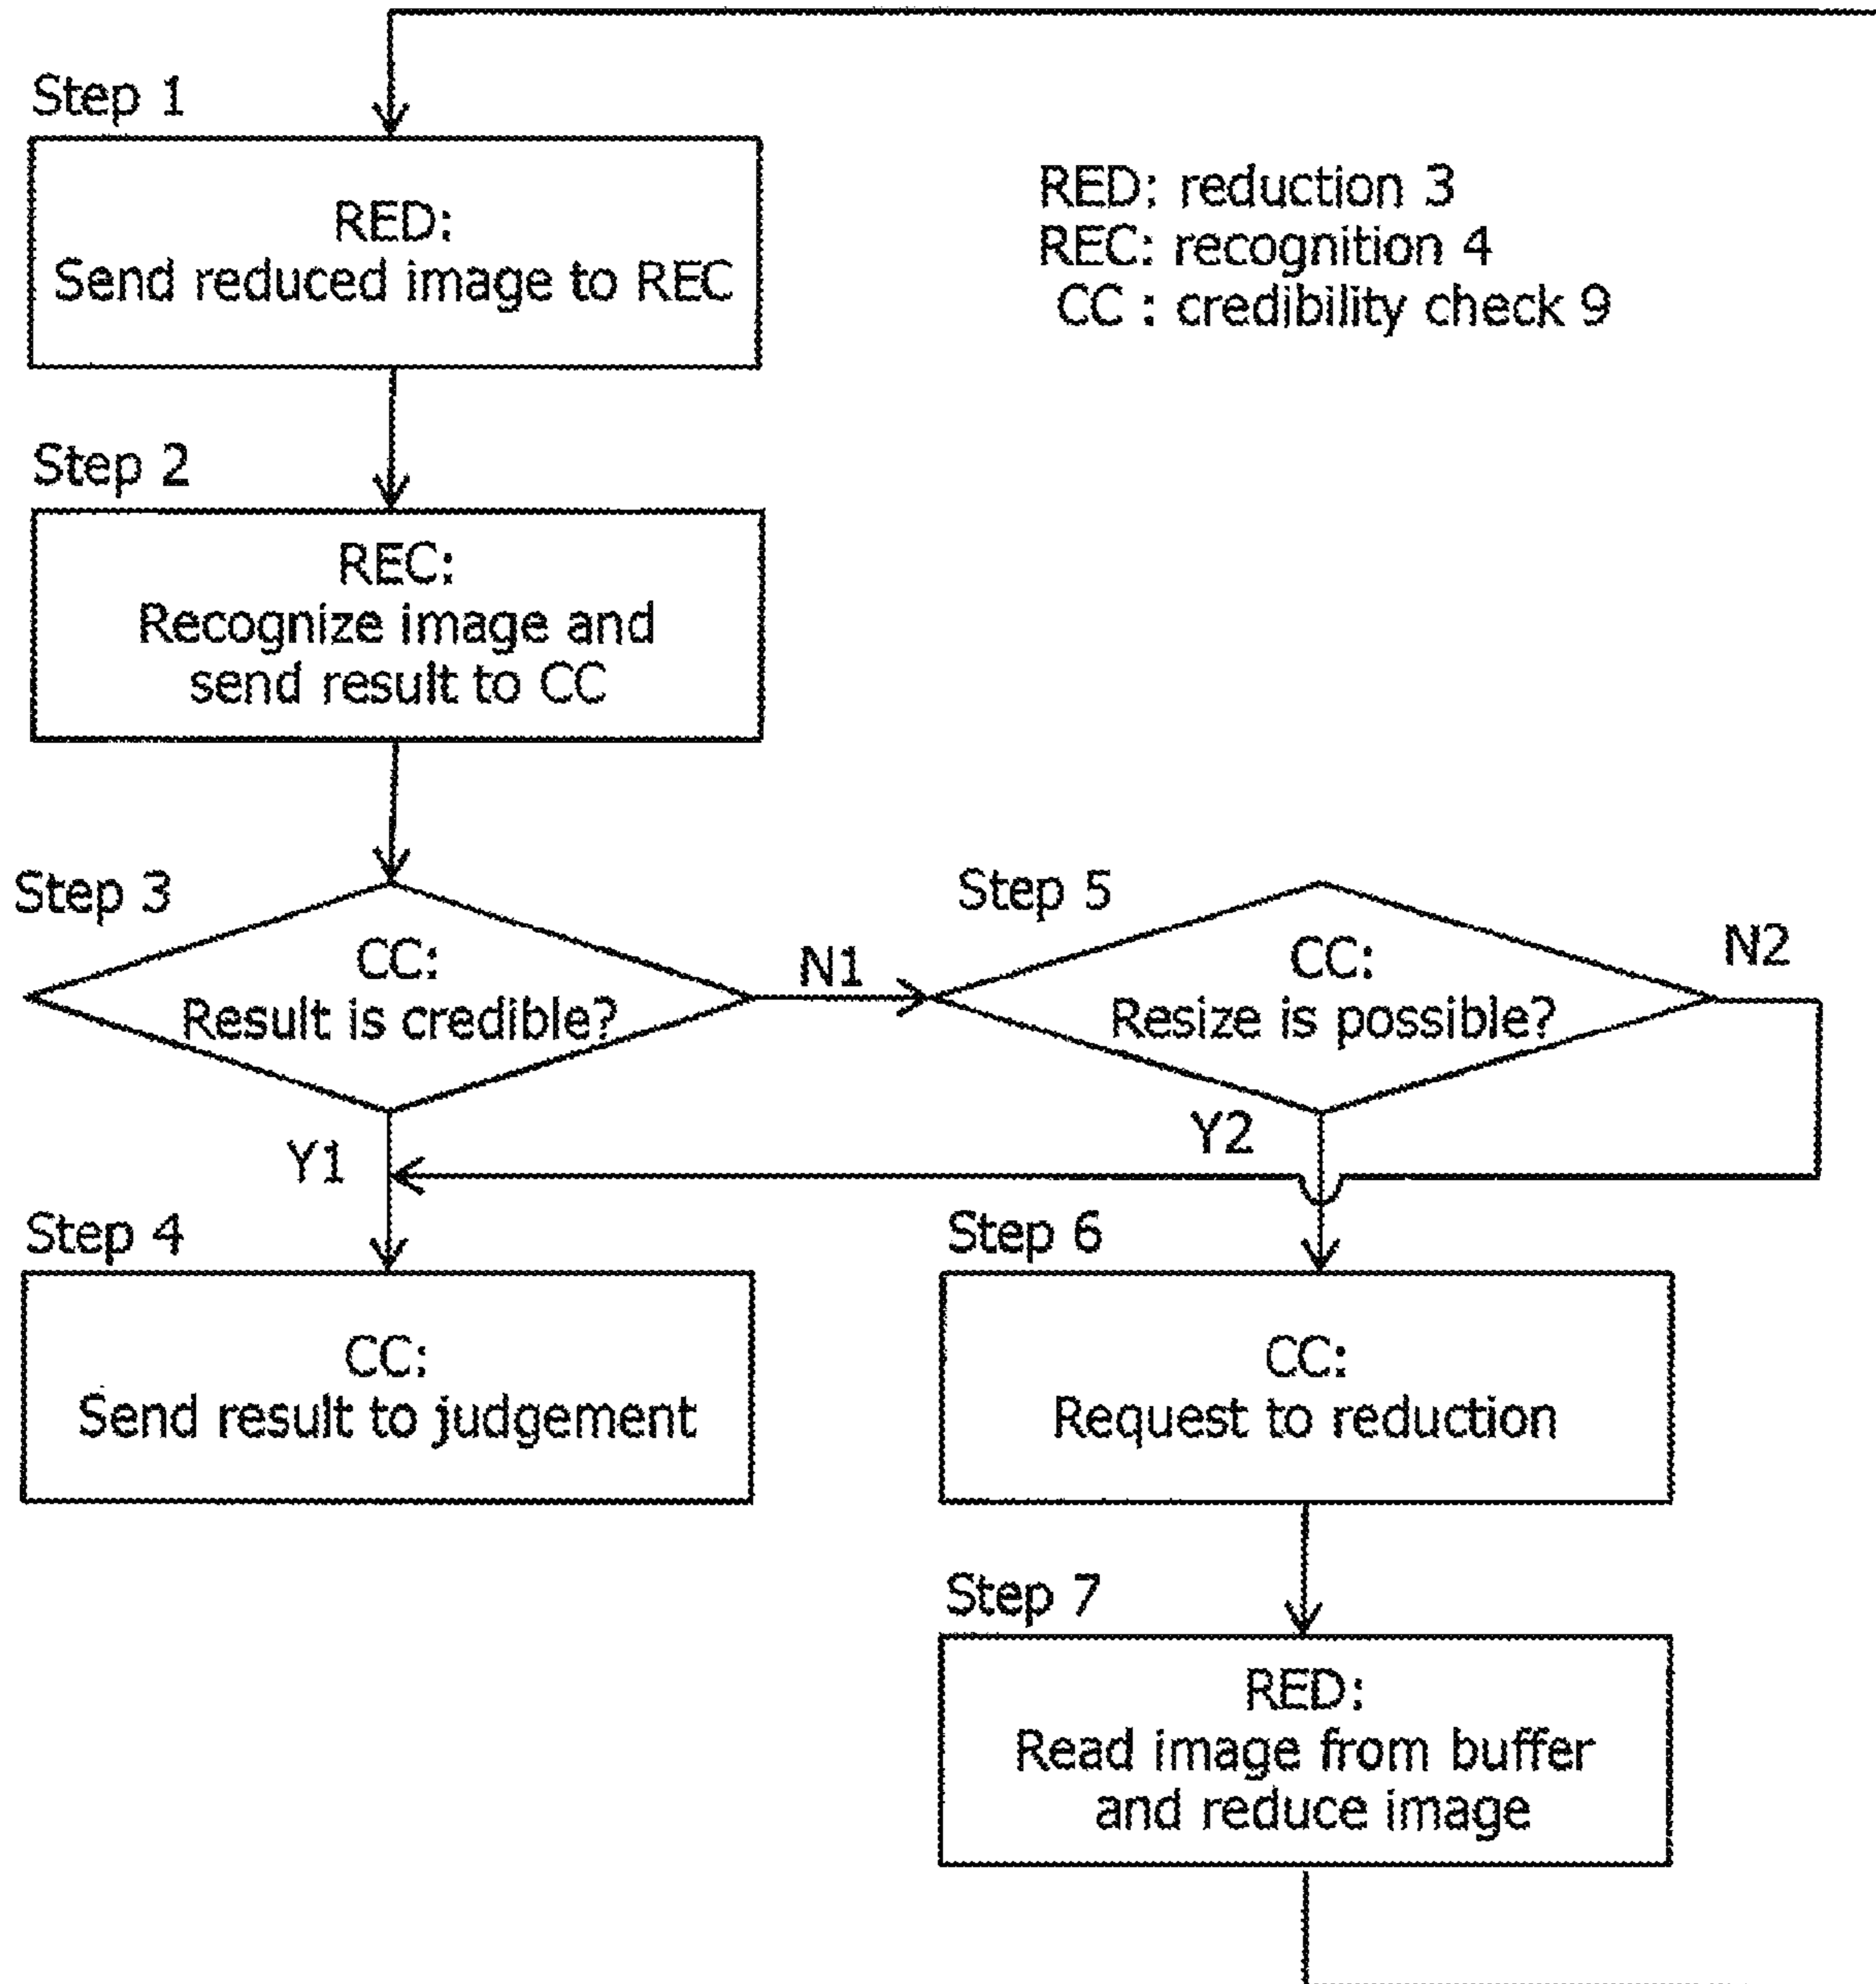 Step 1
RED:
Send reduced image to REC
RED: reduction 3
REC: recognition 4
CC : credibility check 9
Step 2
REC:
Recognize image and
send result to CC
Step 3
CC:
Result is credible?
N1
Step 5
CC:
Resize is possible?
N2
Y1
Y2
Step 4
CC:
Send result to judgement
Step 6
CC:
Request to reduction
Step 7
RED:
Read image from buffer
and reduce image